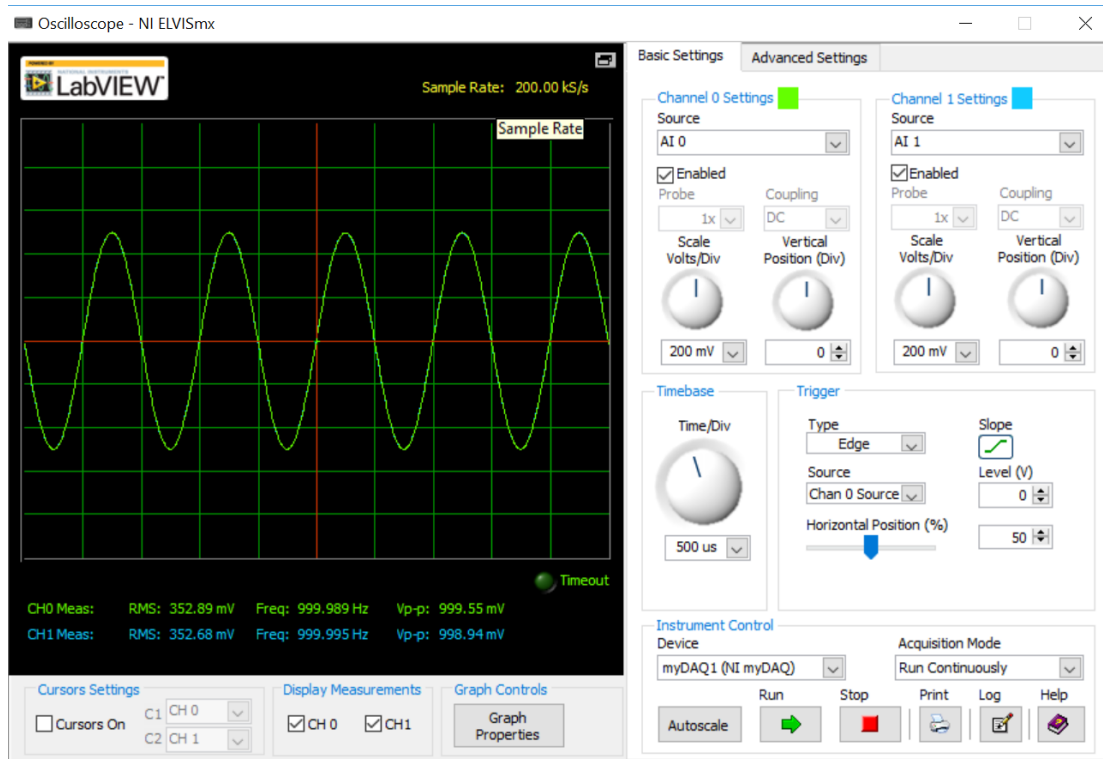 Oscilloscope - NI ELVISmx
POWERED BY
NATIONAL INSTRUMENTS
LabVIEW™
Sample Rate: 200.00 kS/s
Sample Rate
Timeout
CH0 Meas: RMS: 352.89 mV Freq: 999.989 Hz Vp-p: 999.55 mV
CH1 Meas: RMS: 352.68 mV Freq: 999.995 Hz Vp-p: 998.94 mV
Cursors Settings
Cursors On
C1 CH 0
C2 CH 1
Display Measurements
CH 0 CH1
Graph Controls
Graph
Properties
Basic Settings Advanced Settings
Channel 0 Settings
Source
AI 0
Enabled
Probe Coupling
1x DC
Scale Vertical
Volts/Div Position (Div)
200 mV 0
Channel 1 Settings
Source
AI 1
Enabled
Probe Coupling
1x DC
Scale Vertical
Volts/Div Position (Div)
200 mV 0
Timebase
Time/Div
500 us
Trigger
Type Slope
Edge
Source Level (V)
Chan 0 Source 0
Horizontal Position (%)
50
Instrument Control
Device Acquisition Mode
myDAQ1 (NI myDAQ) Run Continuously
Run Stop Print Log Help
Autoscale